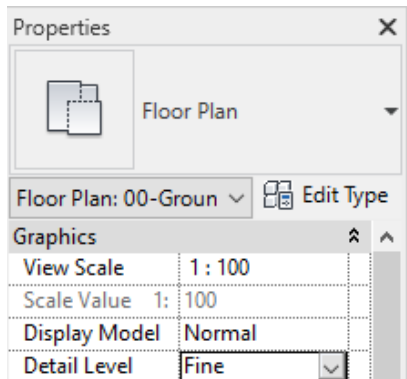 Properties
Floor Plan
Floor Plan: 00-Groun Edit Type
Graphics
View Scale 1 : 100
Scale Value 1: 100
Display Model Normal
Detail Level Fine